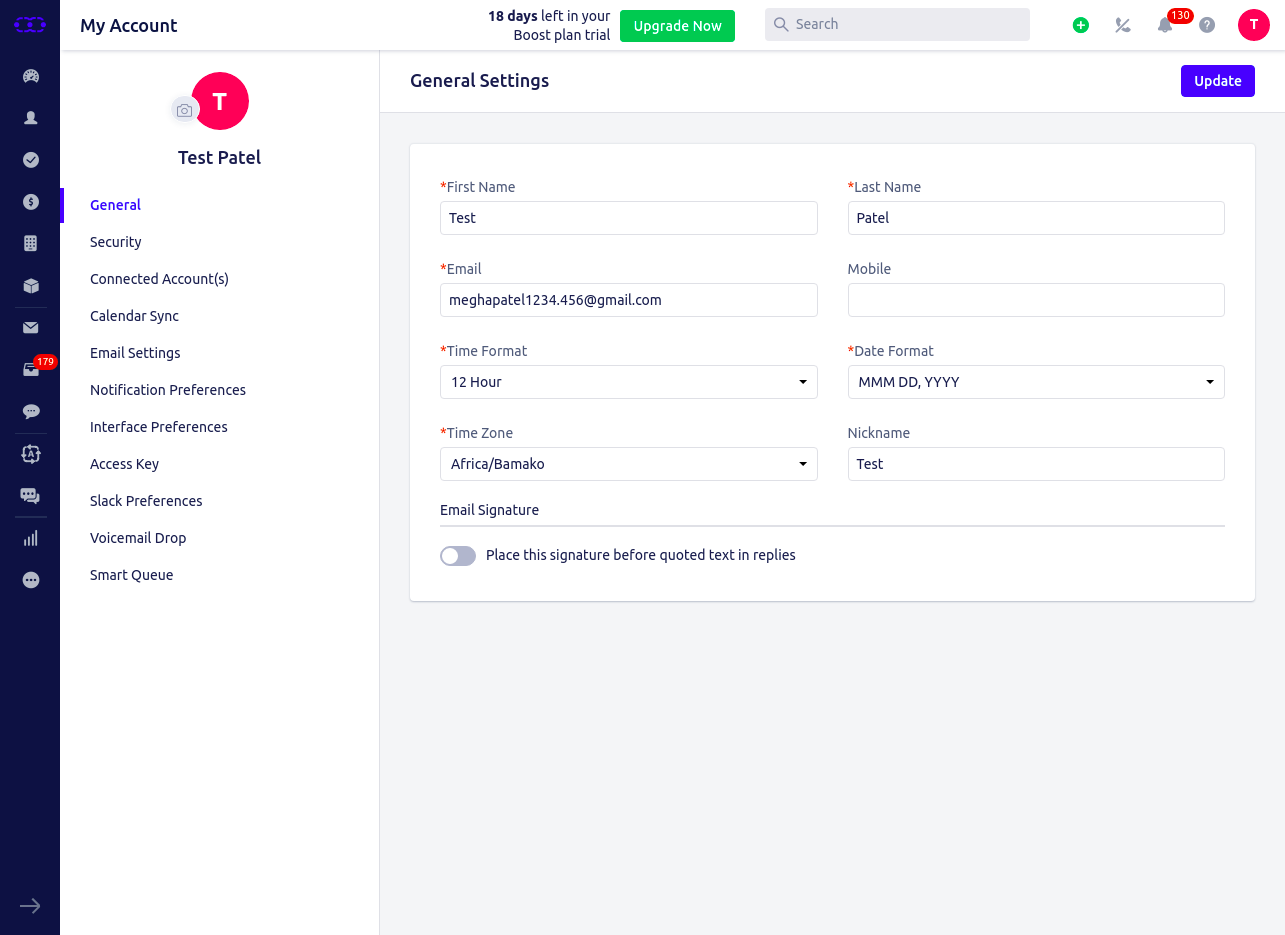 My Account
18 days left in your
Boost plan trial
Upgrade Now
Search
130
?
T
179
T
Test Patel
General
Security
Connected Account(s)
Calendar Sync
Email Settings
Notification Preferences
Interface Preferences
Access Key
Slack Preferences
Voicemail Drop
Smart Queue
General Settings
Update
*First Name
Test
*Last Name
Patel
*Email
meghapatel1234.456@gmail.com
Mobile
*Time Format
12 Hour
*Date Format
MMM DD, YYYY
*Time Zone
Africa/Bamako
Nickname
Test
Email Signature
Place this signature before quoted text in replies